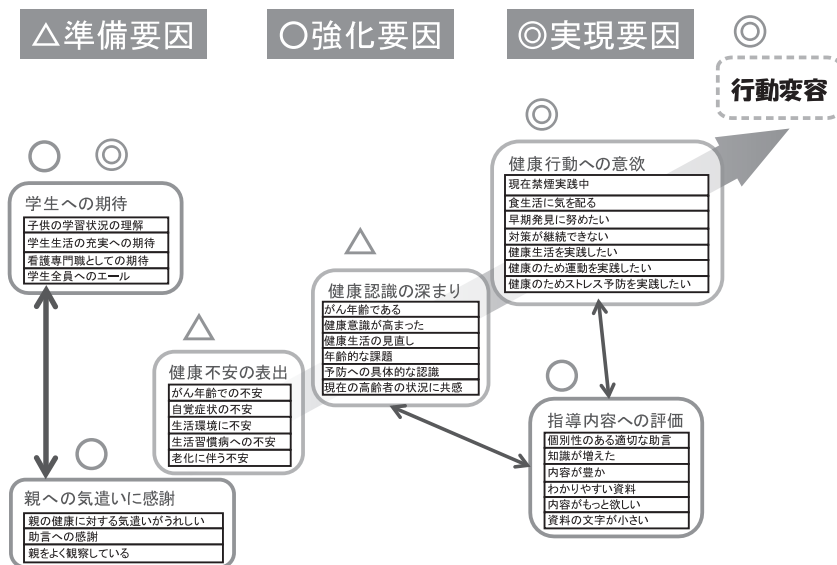 △準備要因
○強化要因
◎実現要因
◎
行動変容
○ ◎
学生への期待
子供の学習状況の理解
学生生活の充実への期待
看護専門職としての期待
学生全員へのエール
◎
健康行動への意欲
現在禁煙実践中
食生活に気を配る
早期発見に努めたい
対策が継続できない
健康生活を実践したい
健康のため運動を実践したい
健康のためストレス予防を実践したい
△
健康認識の深まり
がん年齢である
健康意識が高まった
健康生活の見直し
年齢的な課題
予防への具体的な認識
現在の高齢者の状況に共感
△
健康不安の表出
がん年齢での不安
自覚症状の不安
生活環境に不安
生活習慣病への不安
老化に伴う不安
○
指導内容への評価
個別性のある適切な助言
知識が増えた
内容が豊か
わかりやすい資料
内容がもっと欲しい
資料の文字が小さい
○
親への気遣いに感謝
親の健康に対する気遣いがうれしい
助言への感謝
親をよく観察している